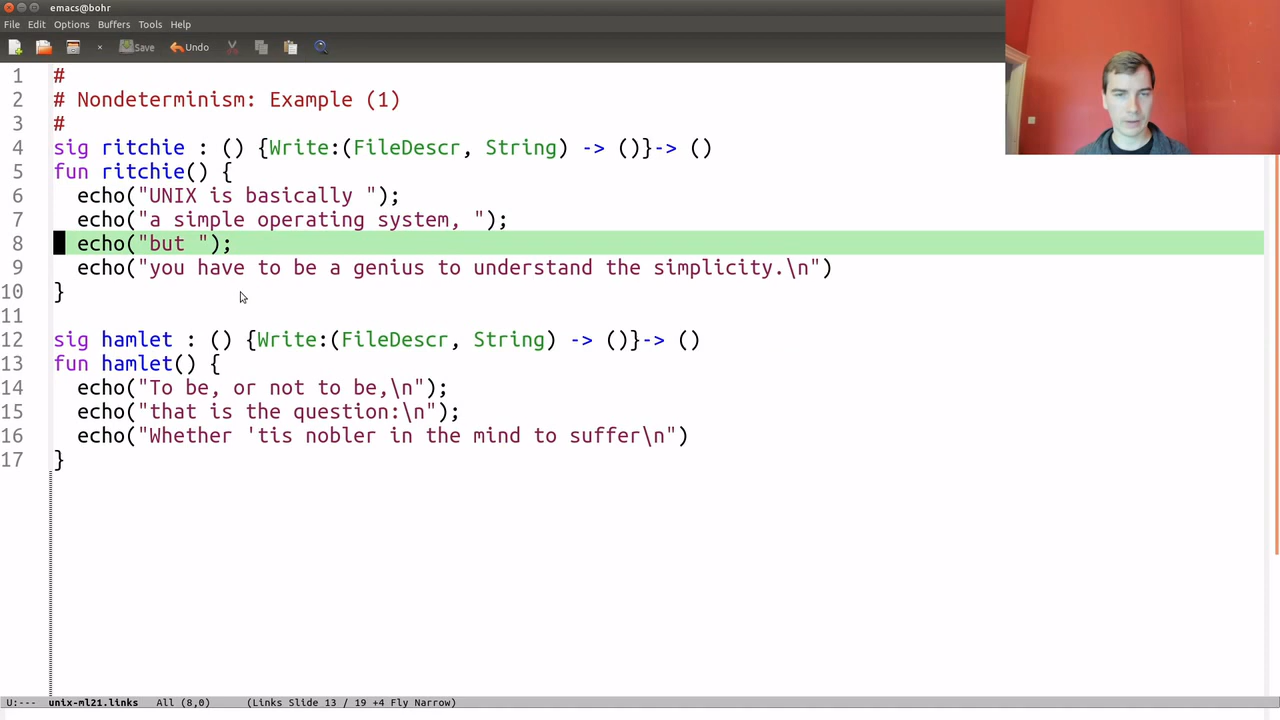 emacs@bohr
File Edit Options Buffers Tools Help
Save Undo
1 #
2 # Nondeterminism: Example (1)
3 #
4 sig ritchie : () {Write:(FileDescr, String) -> ()}-> ()
5 fun ritchie() {
6 echo("UNIX is basically ");
7 echo("a simple operating system, ");
8 echo("but ");
9 echo("you have to be a genius to understand the simplicity.\n")
10 }
11
12 sig hamlet : () {Write:(FileDescr, String) -> ()}-> ()
13 fun hamlet() {
14 echo("To be, or not to be,\n");
15 echo("that is the question:\n");
16 echo("Whether 'tis nobler in the mind to suffer\n")
17 }
U:--- unix-ml21.links All (8,0) (Links Slide 13 / 19 +4 Fly Narrow)